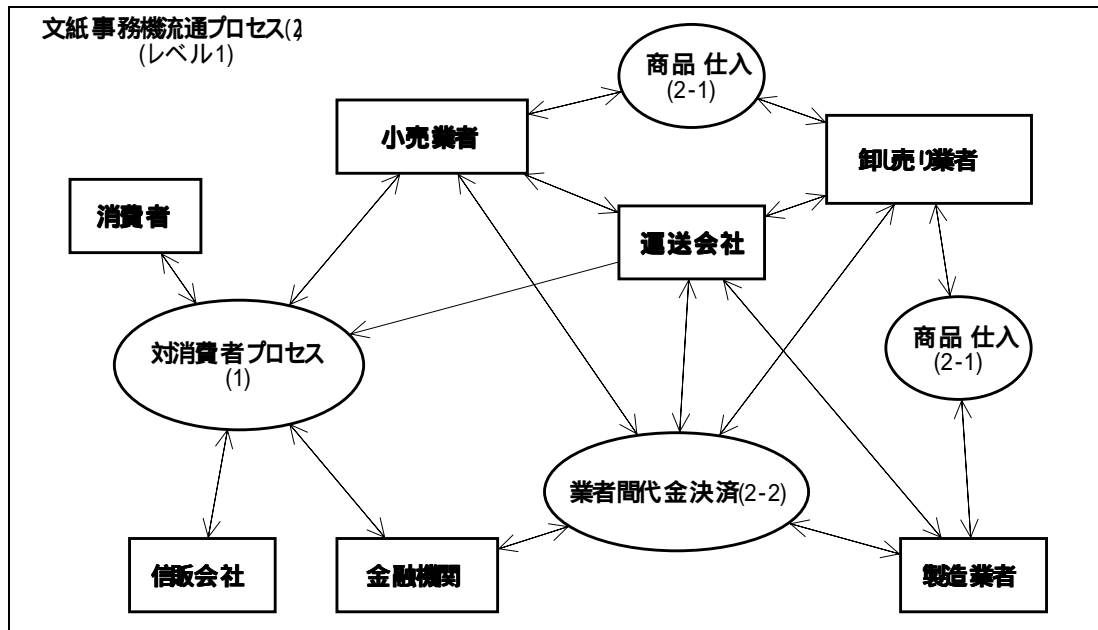 文紙事務機流通プロセス(2)
(レベル1)
商品仕入
(2-1)
小売業者
卸し売り業者
消費者
運送会社
対消費者プロセス
(1)
商品仕入
(2-1)
業者間代金決済(2-2)
信販会社
金融機関
製造業者